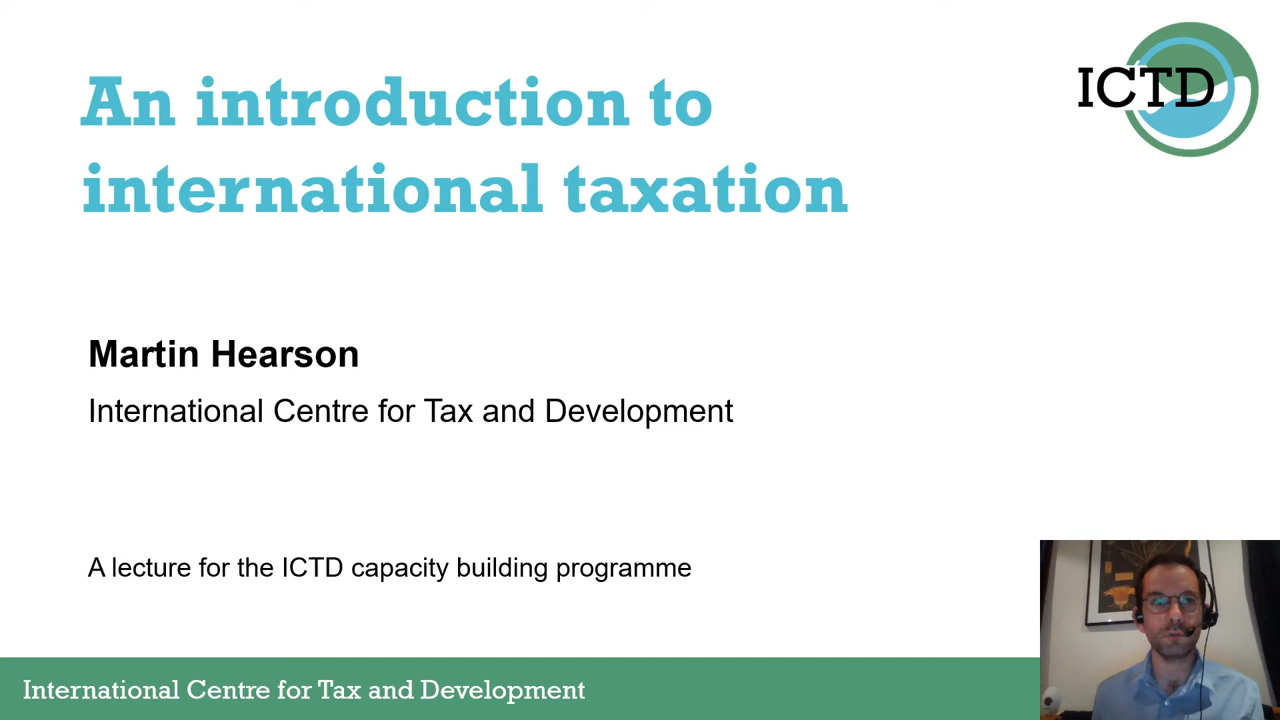 An introduction to
international taxation
ICTD
Martin Hearson
International Centre for Tax and Development
A lecture for the ICTD capacity building programme
International Centre for Tax and Development